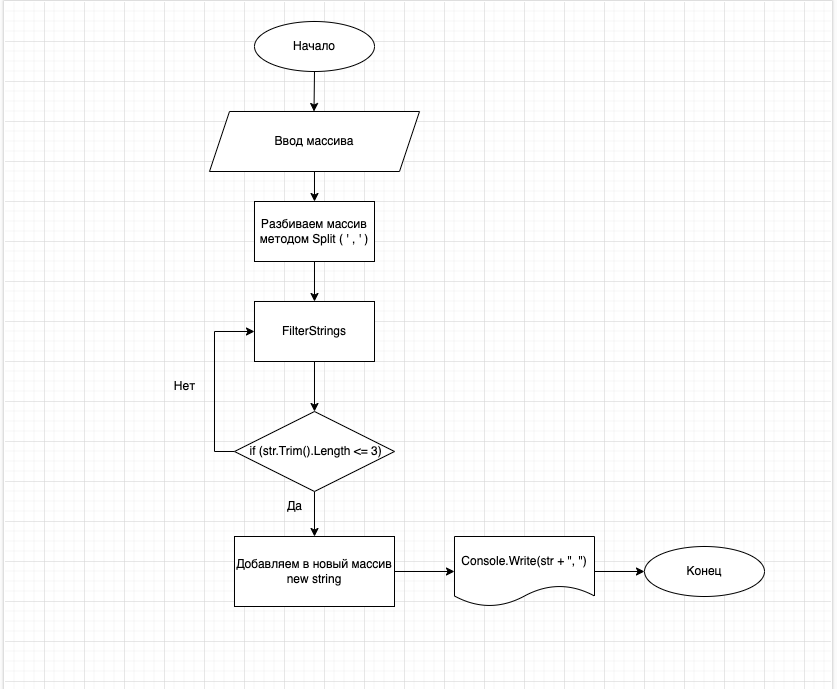 Начало
Ввод массива
Разбиваем массив
методом Split ( ' , ' )
FilterStrings
Нет
if (str.Trim().Length <= 3)
Да
Добавляем в новый массив
new string
Console.Write(str + ", ")
Конец